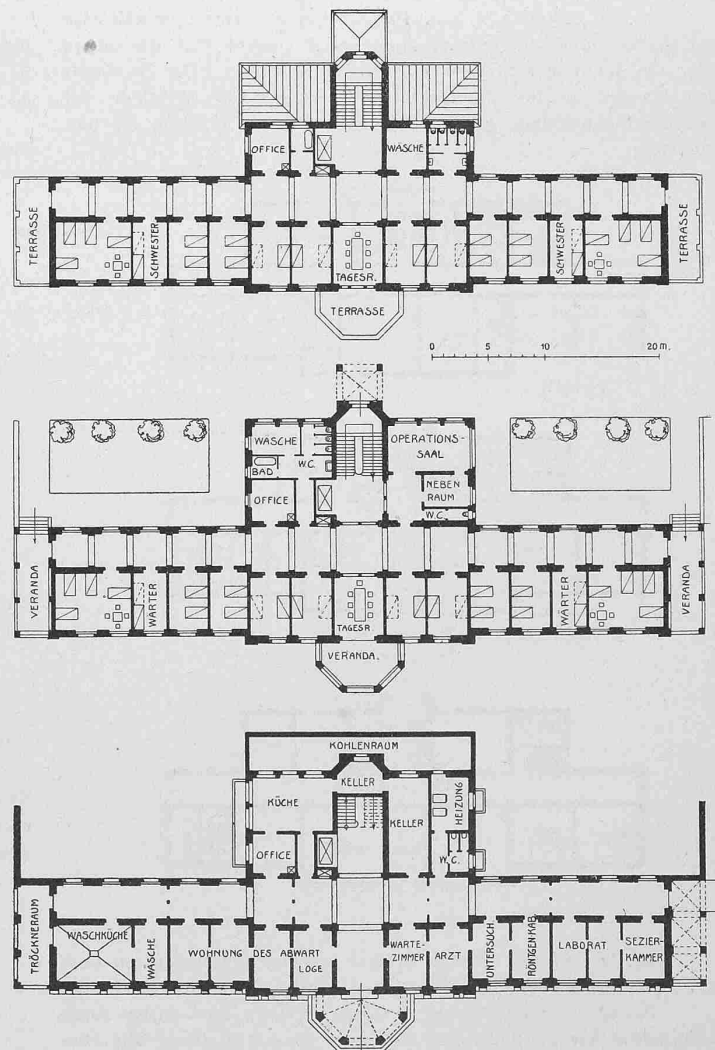 OFFICE
WÄSCHE
TERRASSE
SCHWESTER
TAGESR.
SCHWESTER
TERRASSE
TERRASSE
0 5 10 20 m.
WÄSCHE
BAD
W.C.
OFFICE
OPERATIONS-
SAAL
NEBEN
RAUM
W.C.
VERANDA
WÄRTER
TAGESR.
WÄRTER
VERANDA
VERANDA.
KOHLENRAUM
KELLER
KÜCHE
KELLER
HEIZUNG
OFFICE
W.C.
TRÖCKNERAUM
WASCHKÜCHE
WÄSCHE
WOHNUNG DES ABWART
LOGE
WARTE-
ZIMMER
ARZT
UNTERSUCH.
RÖNTGEN-KAB.
LABORAT.
SEZIER-
KAMMER